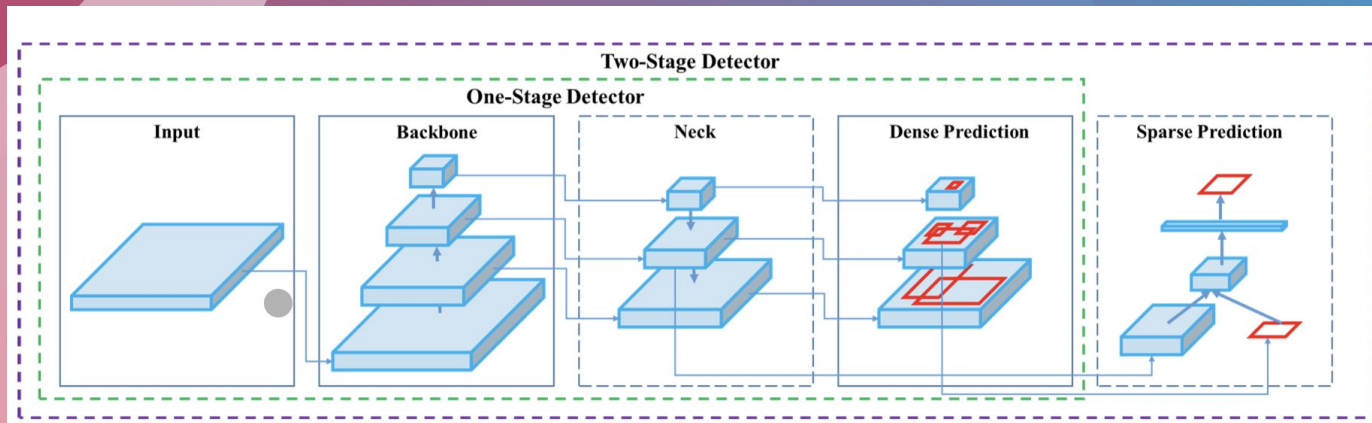 Two-Stage Detector
One-Stage Detector
Input
Backbone
Neck
Dense Prediction
Sparse Prediction